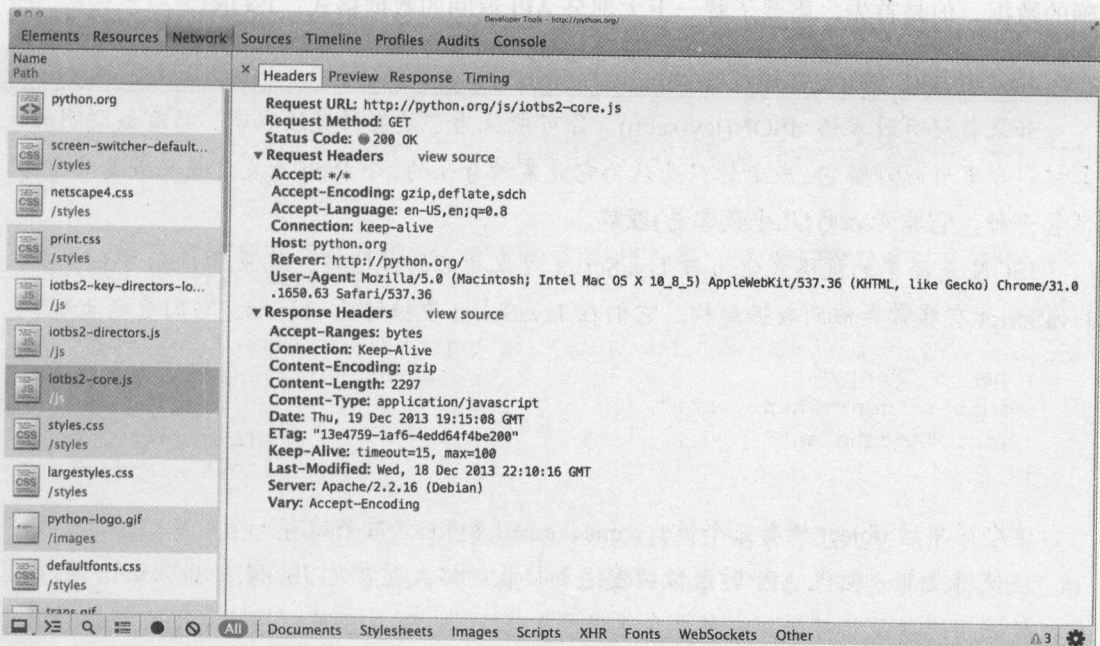 Developer Tools - http://python.org/
Elements Resources Network Sources Timeline Profiles Audits Console
Name
Path
× Headers Preview Response Timing
python.org
screen-switcher-default...
/styles
netscape4.css
/styles
print.css
/styles
iotbs2-key-directors-lo...
/js
iotbs2-directors.js
/js
iotbs2-core.js
/js
styles.css
/styles
largestyles.css
/styles
python-logo.gif
/images
defaultfonts.css
/styles
trans.gif
Request URL: http://python.org/js/iotbs2-core.js
Request Method: GET
Status Code: 200 OK
▼ Request Headers view source
Accept: */*
Accept-Encoding: gzip,deflate,sdch
Accept-Language: en-US,en;q=0.8
Connection: keep-alive
Host: python.org
Referer: http://python.org/
User-Agent: Mozilla/5.0 (Macintosh; Intel Mac OS X 10_8_5) AppleWebKit/537.36 (KHTML, like Gecko) Chrome/31.0
.1650.63 Safari/537.36
▼ Response Headers view source
Accept-Ranges: bytes
Connection: Keep-Alive
Content-Encoding: gzip
Content-Length: 2297
Content-Type: application/javascript
Date: Thu, 19 Dec 2013 19:15:08 GMT
ETag: "13e4759-1af6-4edd64f4be200"
Keep-Alive: timeout=15, max=100
Last-Modified: Wed, 18 Dec 2013 22:10:16 GMT
Server: Apache/2.2.16 (Debian)
Vary: Accept-Encoding
All Documents Stylesheets Images Scripts XHR Fonts WebSockets Other
3